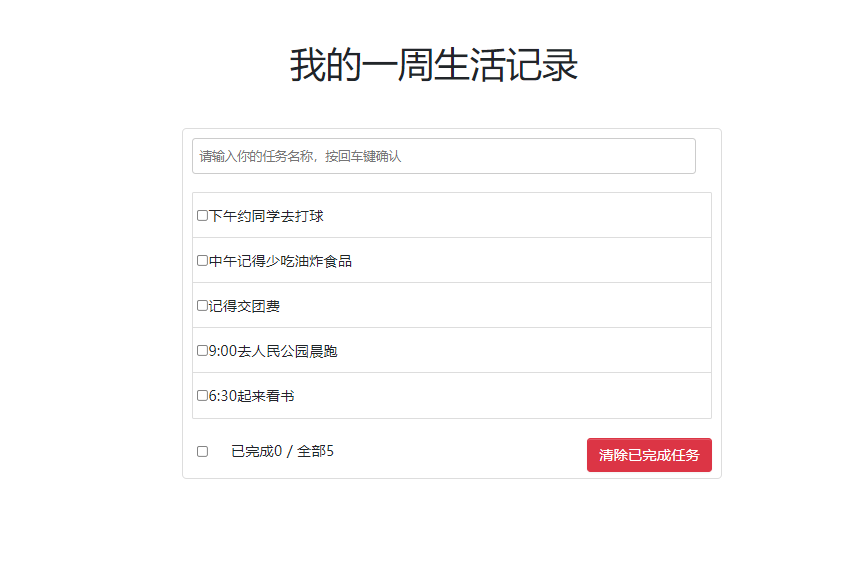 我的一周生活记录
请输入你的任务名称，按回车键确认
下午约同学去打球
中午记得少吃油炸食品
记得交团费
9:00去人民公园晨跑
6:30起来看书
已完成0 / 全部5
清除已完成任务